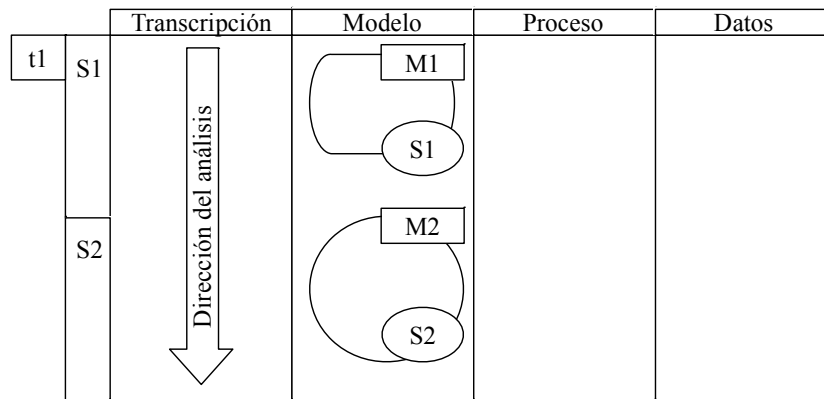 Transcripción Modelo Proceso Datos
t1 S1 M1
S1
Dirección del análisis
S2 M2
S2